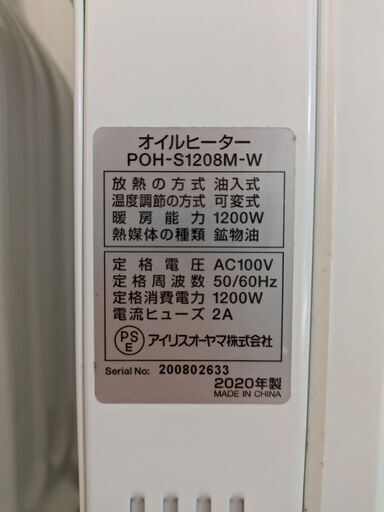 オイルヒーター
POH-S1208M-W
放熱の方式 油入式
温度調節の方式 可変式
暖房能力 1200W
熱媒体の種類 鉱物油
定格電圧 AC100V
定格周波数 50/60Hz
定格消費電力 1200W
電流ヒューズ 2A
PSE アイリスオーヤマ株式会社
Serial No: 200802633
2020年製
MADE IN CHINA